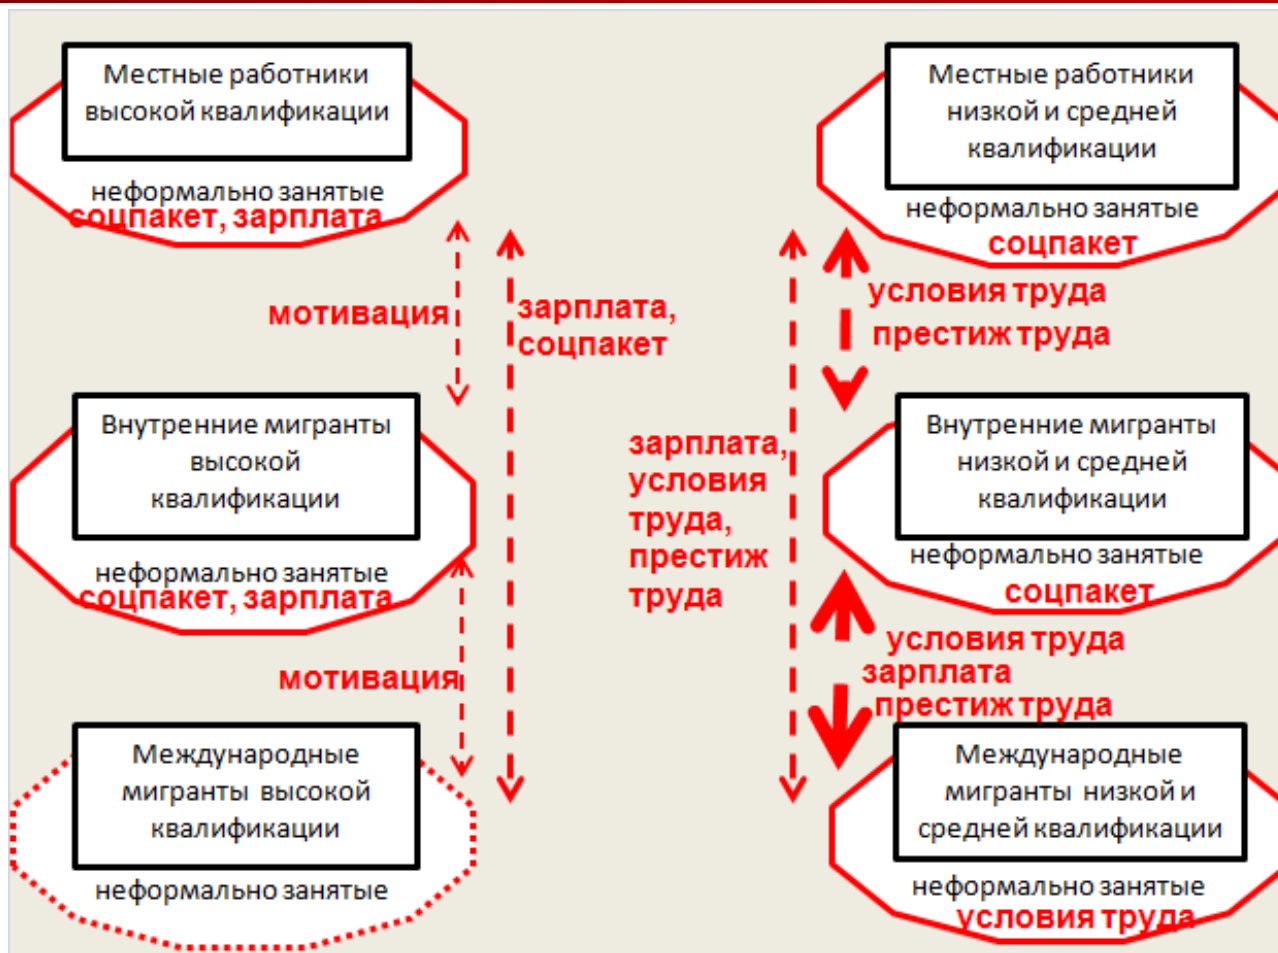 Местные работники
высокой квалификации
неформально занятые
соцпакет, зарплата
мотивация
зарплата,
соцпакет
Внутренние мигранты
высокой
квалификации
неформально занятые
соцпакет, зарплата
мотивация
Международные
мигранты высокой
квалификации
неформально занятые
Местные работники
низкой и средней
квалификации
неформально занятые
соцпакет
условия труда
престиж труда
зарплата,
условия
труда,
престиж
труда
Внутренние мигранты
низкой и средней
квалификации
неформально занятые
соцпакет
условия труда
зарплата
престиж труда
Международные
мигранты низкой и
средней квалификации
неформально занятые
условия труда